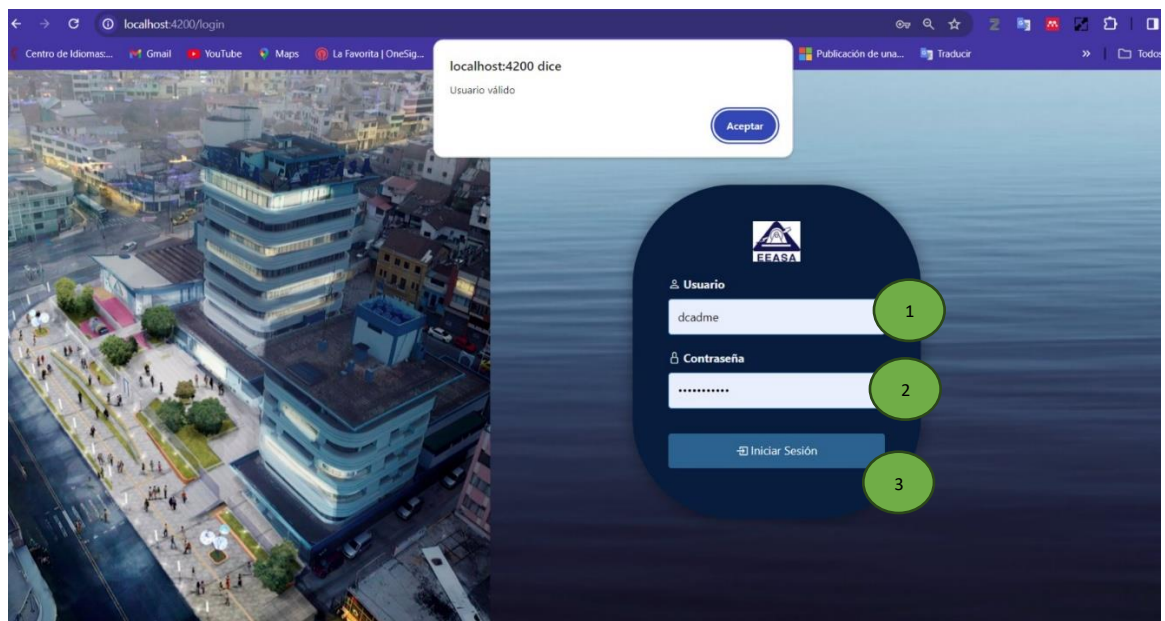 localhost:4200/login
Centro de Idiomas:...
Gmail
YouTube
Maps
La Favorita | OneSig...
Publicación de una...
Traducir
»
Todos
localhost:4200 dice
Usuario válido
Aceptar
EEASA
EEASA
Usuario
dcadme
1
Contraseña
•••••••••••
2
Iniciar Sesión
3